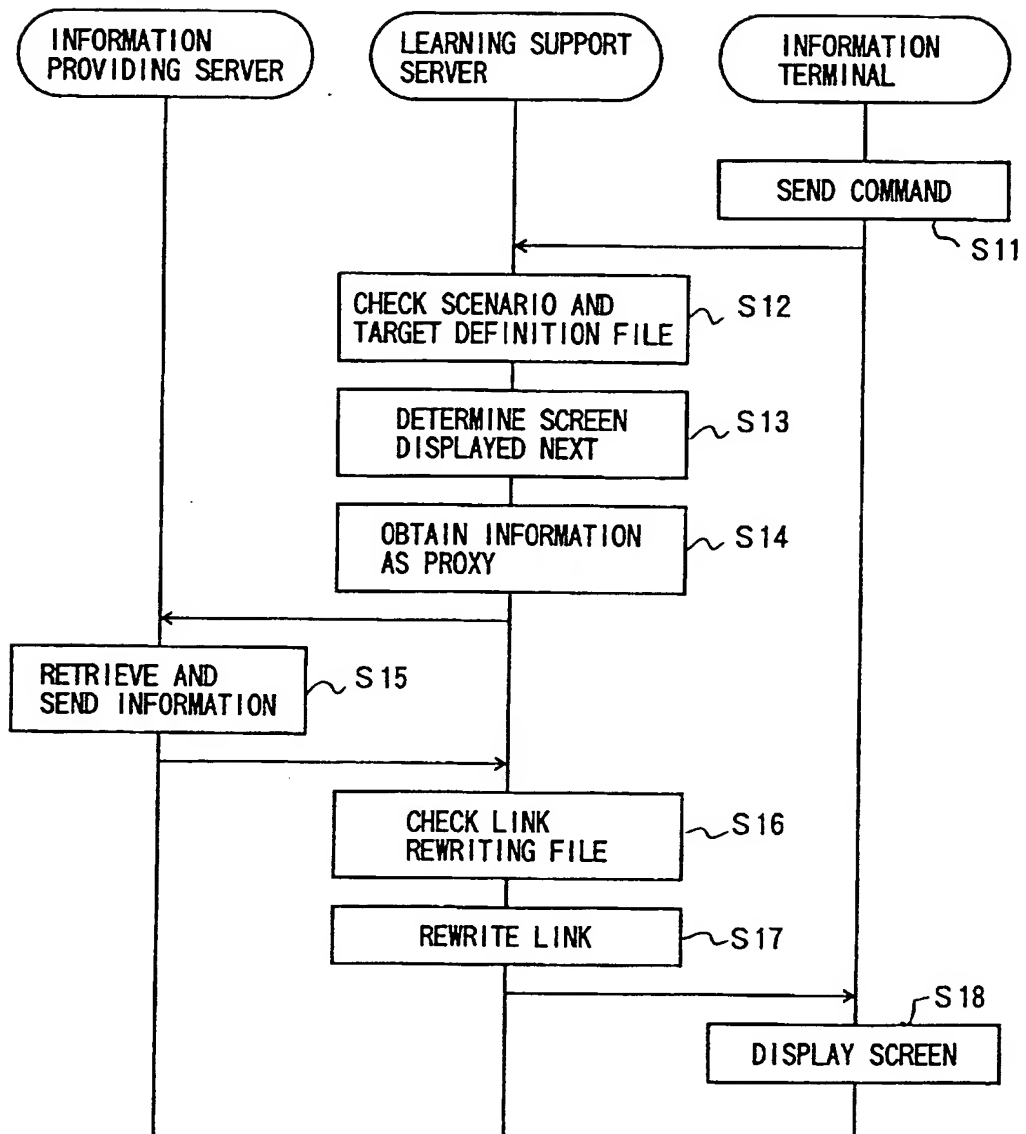 INFORMATION
PROVIDING SERVER
LEARNING SUPPORT
SERVER
INFORMATION
TERMINAL
SEND COMMAND
S11
CHECK SCENARIO AND
TARGET DEFINITION FILE
S12
DETERMINE SCREEN
DISPLAYED NEXT
S13
OBTAIN INFORMATION
AS PROXY
S14
RETRIEVE AND
SEND INFORMATION
S15
CHECK LINK
REWRITING FILE
S16
REWRITE LINK
S17
S18
DISPLAY SCREEN